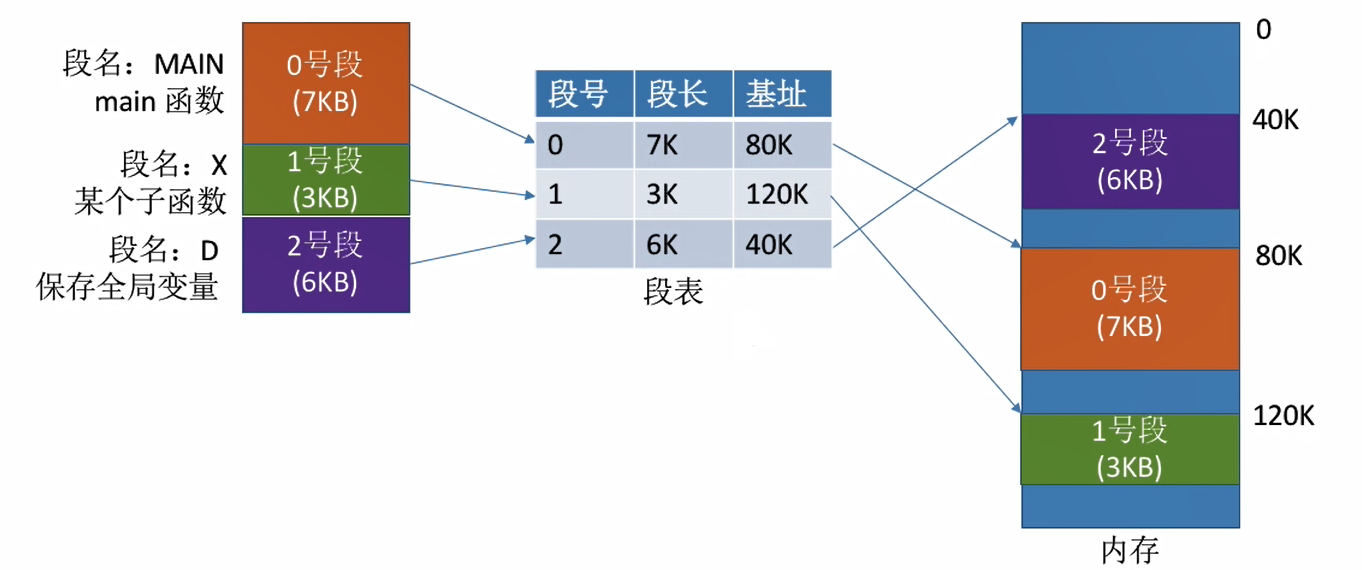 段名：MAIN
main 函数
段名：X
某个子函数
段名：D
保存全局变量
0号段
(7KB)
1号段
(3KB)
2号段
(6KB)
段号 段长 基址
0 7K 80K
1 3K 120K
2 6K 40K
段表
0
40K
2号段
(6KB)
80K
0号段
(7KB)
120K
1号段
(3KB)
内存